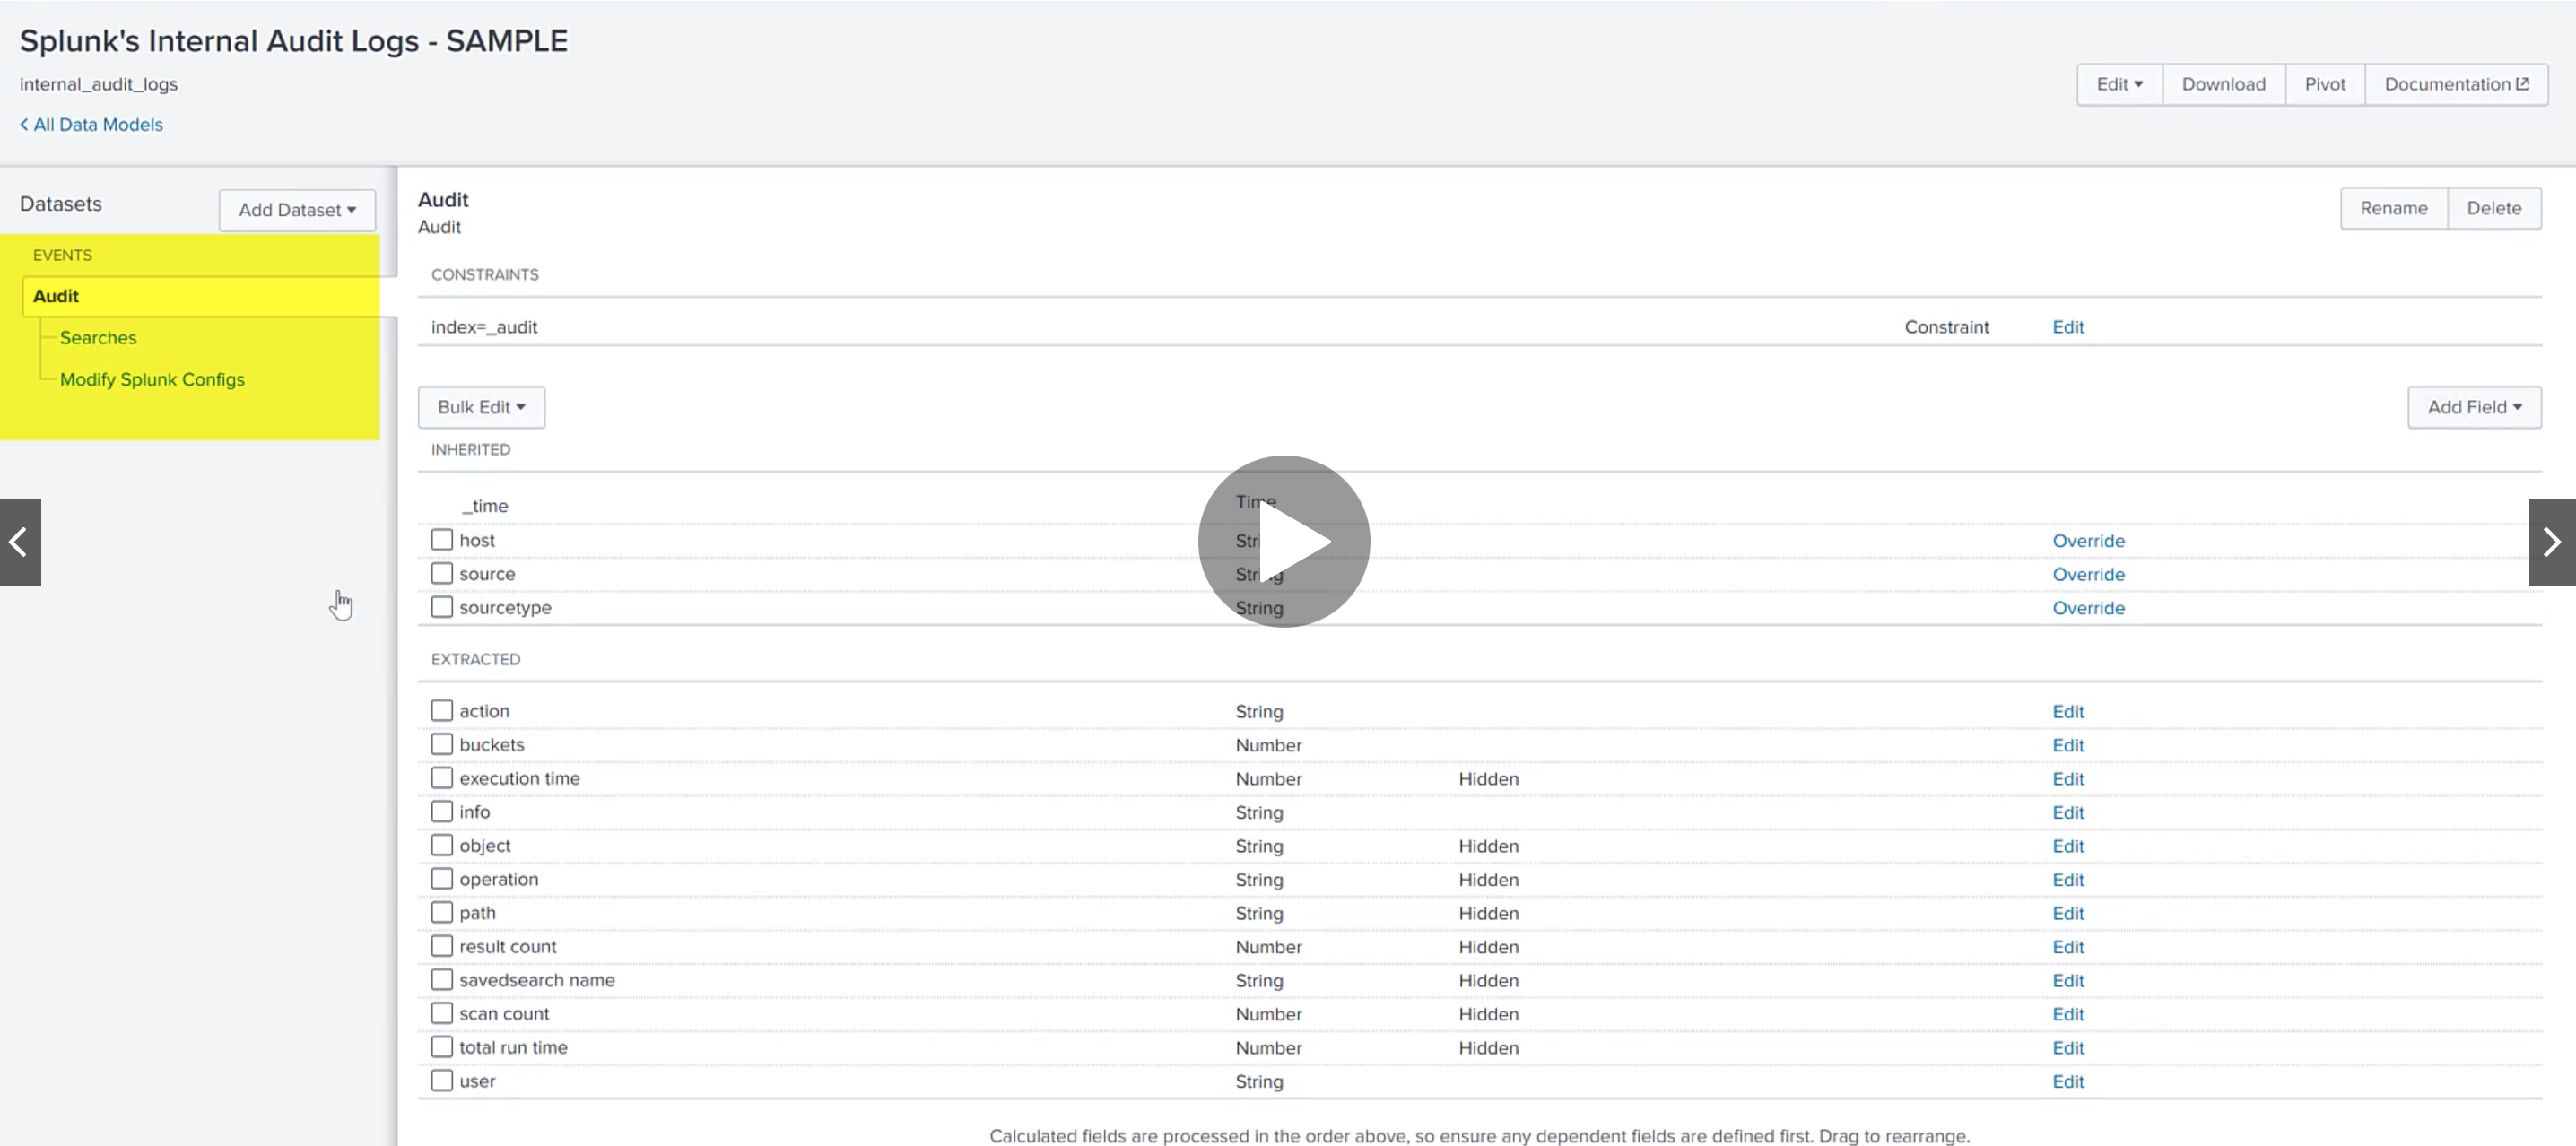 Splunk's Internal Audit Logs - SAMPLE
internal_audit_logs
All Data Models
Edit Download Pivot Documentation
Datasets
Add Dataset
EVENTS
Audit
Searches
Modify Splunk Configs
Audit
Audit
Rename Delete
CONSTRAINTS
index=_audit Constraint Edit
Bulk Edit Add Field
INHERITED
_time Time
host String Override
source String Override
sourcetype String Override
EXTRACTED
action String Edit
buckets Number Edit
execution time Number Hidden Edit
info String Edit
object String Hidden Edit
operation String Hidden Edit
path String Hidden Edit
result count Number Hidden Edit
savedsearch name String Hidden Edit
scan count Number Hidden Edit
total run time Number Hidden Edit
user String Edit
Calculated fields are processed in the order above, so ensure any dependent fields are defined first. Drag to rearrange.